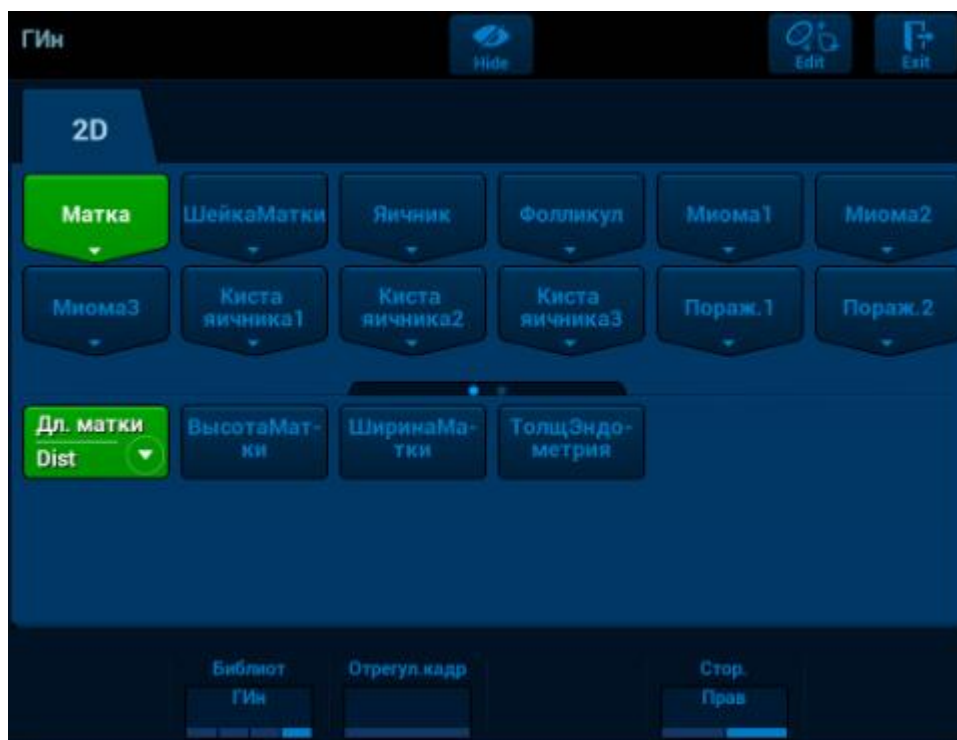 ГИн
Hide
Edit
Exit
2D
Матка
ШейкаМатки
Яичник
Фолликул
Миома1
Миома2
Миома3
Киста
яичника1
Киста
яичника2
Киста
яичника3
Пораж.1
Пораж.2
Дл. матки
Dist
ВысотаМат-
ки
ШиринаМа-
тки
ТолщЭндо-
метрия
Библиот
ГИн
Отрегул.кадр
Стор.
Прав